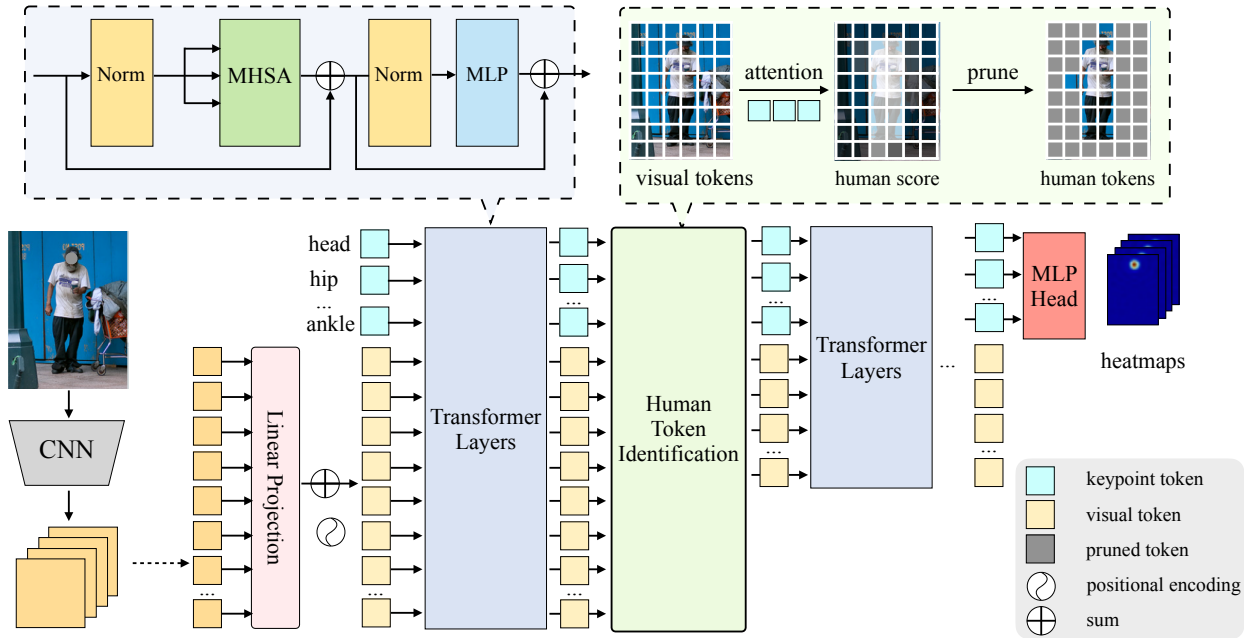 Norm
MHSA
Norm
MLP
attention
prune
visual tokens
human score
human tokens
head
hip
...
ankle
CNN
...
Linear Projection
...
Transformer
Layers
...
...
Human
Token
Identification
...
...
Transformer
Layers
...
...
...
MLP
Head
heatmaps
keypoint token
visual token
pruned token
positional encoding
sum